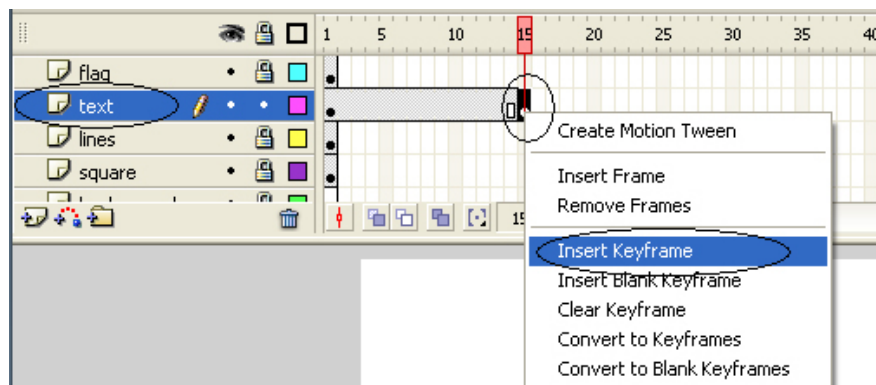 1 5 10 15 20 25 30 35 40
flag
text
lines
square
15
Create Motion Tween
Insert Frame
Remove Frames
Insert Keyframe
Insert Blank Keyframe
Clear Keyframe
Convert to Keyframes
Convert to Blank Keyframes